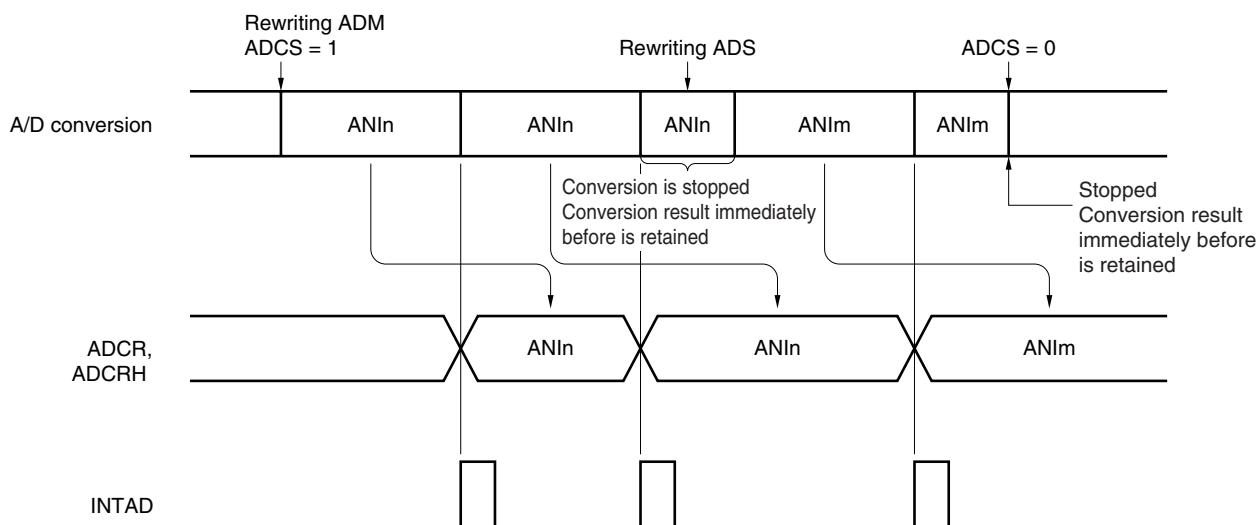 Rewriting ADM
ADCS = 1
Rewriting ADS
ADCS = 0
A/D conversion
ANIn
ANIn
ANIn
ANIm
ANIm
Conversion is stopped
Conversion result immediately
before is retained
Stopped
Conversion result
immediately before
is retained
ADCR,
ADCRH
ANIn
ANIn
ANIm
INTAD